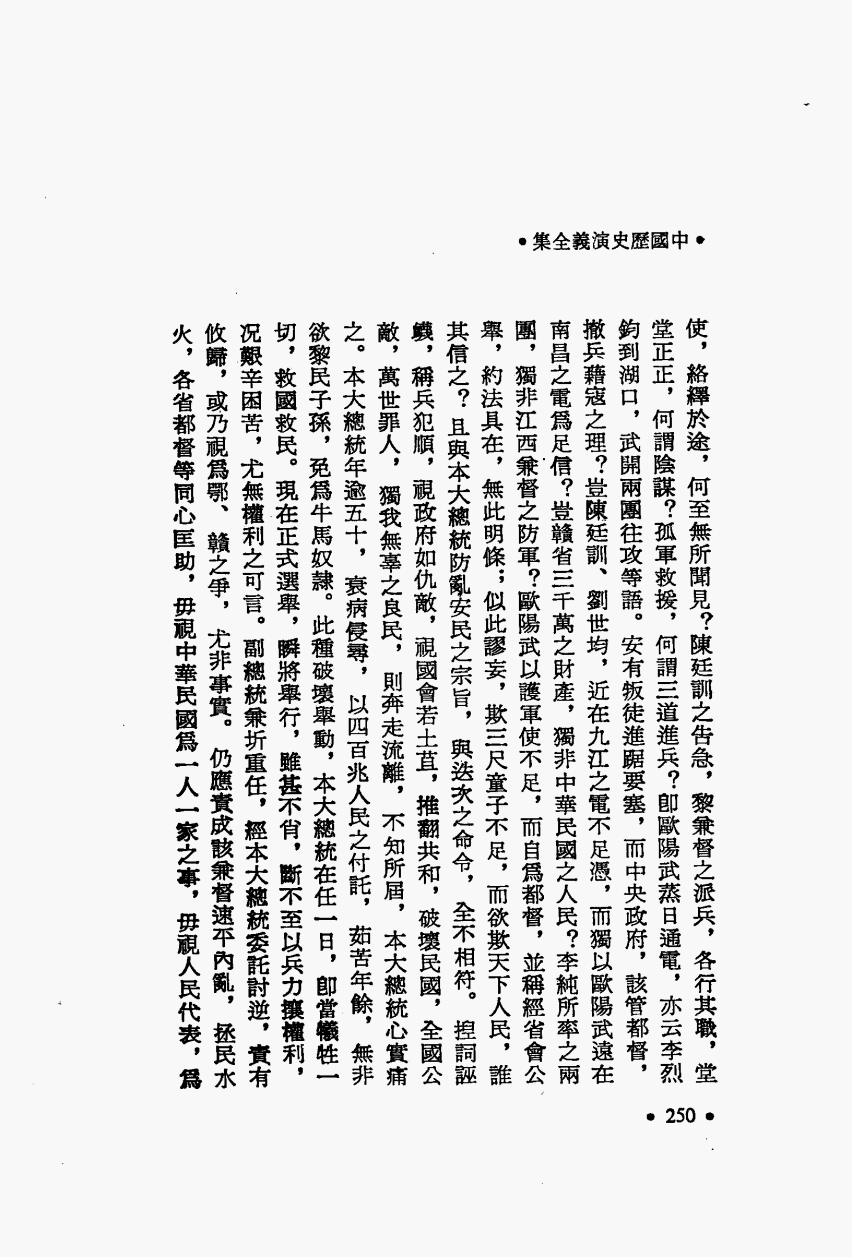 •中國歷史演義全集•
使，絡繹於途，何至無所聞見？陳廷訓之告急，黎兼督之派兵，各行其職，堂
堂正正，何謂陰謀？孤軍救援，何謂三道進兵？卽歐陽武蒸日通電，亦云李烈
鈞到湖口，武開兩團往攻等語。安有叛徒進踞要塞，而中央政府，該管都督，
撤兵藉寇之理？豈陳廷訓、劉世均，近在九江之電不足憑，而獨以歐陽武遠在
南昌之電爲足信？豈贛省三千萬之財產，獨非中華民國之人民？李純所率之兩
團，獨非江西兼督之防軍？歐陽武以護軍使不足，而自爲都督，並稱經省會公
舉，約法具在，無此明條；似此謬妄，欺三尺童子不足，而欲欺天下人民，誰
其信之？且與本大總統防亂安民之宗旨，與迭次之命令，全不相符。捏詞誣
衊，稱兵犯順，視政府如仇敵，視國會若土苴，推翻共和，破壞民國，全國公
敵，萬世罪人，獨我無辜之良民，則奔走流離，不知所屆，本大總統心實痛
之。本大總統年逾五十，衰病侵尋，以四百兆人民之付託，茹苦年餘，無非
欲黎民子孫，免爲牛馬奴隸。此種破壞舉動，本大總統在任一日，卽當犧牲一
切，救國救民。現在正式選舉，瞬將舉行，雖甚不肖，斷不至以兵力攘權利，
況艱辛困苦，尤無權利之可言。副總統兼圻重任，經本大總統委託討逆，責有
攸歸，或乃視爲鄂、贛之爭，尤非事實。仍應責成該兼督速平內亂，拯民水
火，各省都督等同心匡助，毋視中華民國爲一人一家之事，毋視人民代表，爲
• 250 •